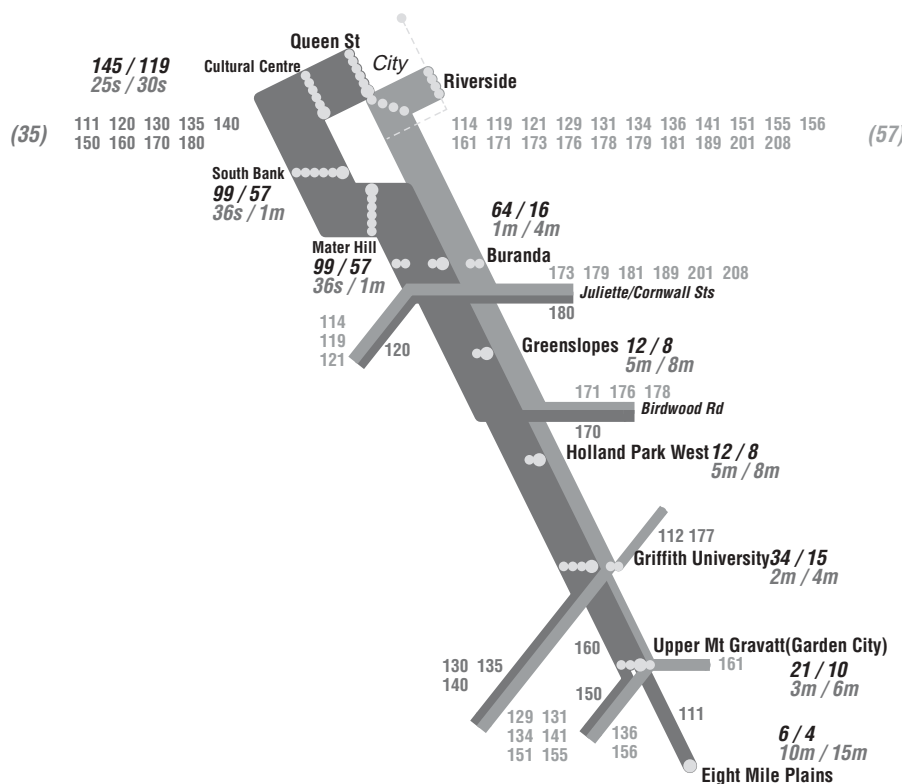 Queen St
City
Cultural Centre
Riverside
145 / 119
25s / 30s
(35)
111 120 130 135 140
150 160 170 180
114 119 121 129 131 134 136 141 151 155 156
161 171 173 176 178 179 181 189 201 208
(57)
South Bank
99 / 57
36s / 1m
64 / 16
1m / 4m
Mater Hill
99 / 57
36s / 1m
Buranda
173 179 181 189 201 208
Juliette/Cornwall Sts
180
114
119
121
120
Greenslopes 12 / 8
5m / 8m
171 176 178
Birdwood Rd
170
Holland Park West 12 / 8
5m / 8m
112 177
Griffith University 34 / 15
2m / 4m
160
Upper Mt Gravatt(Garden City)
161
21 / 10
3m / 6m
130 135
140
150
129 131
134 141
151 155
136
156
111
6 / 4
10m / 15m
Eight Mile Plains